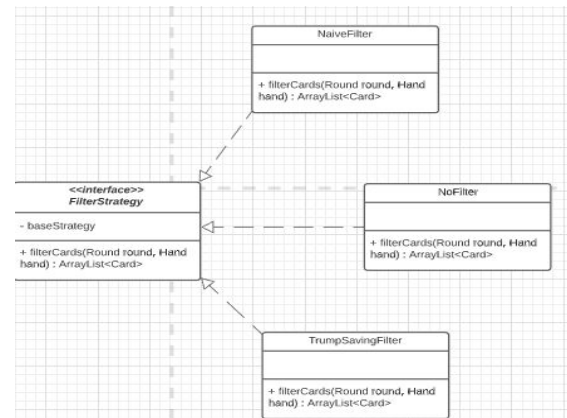 NaiveFilter
+ filterCards(Round round, Hand
hand) : ArrayList<Card>
<<interface>>
FilterStrategy
- baseStrategy
+ filterCards(Round round, Hand
hand) : ArrayList<Card>
NoFilter
+ filterCards(Round round, Hand
hand) : ArrayList<Card>
TrumpSavingFilter
+ filterCards(Round round, Hand
hand) : ArrayList<Card>